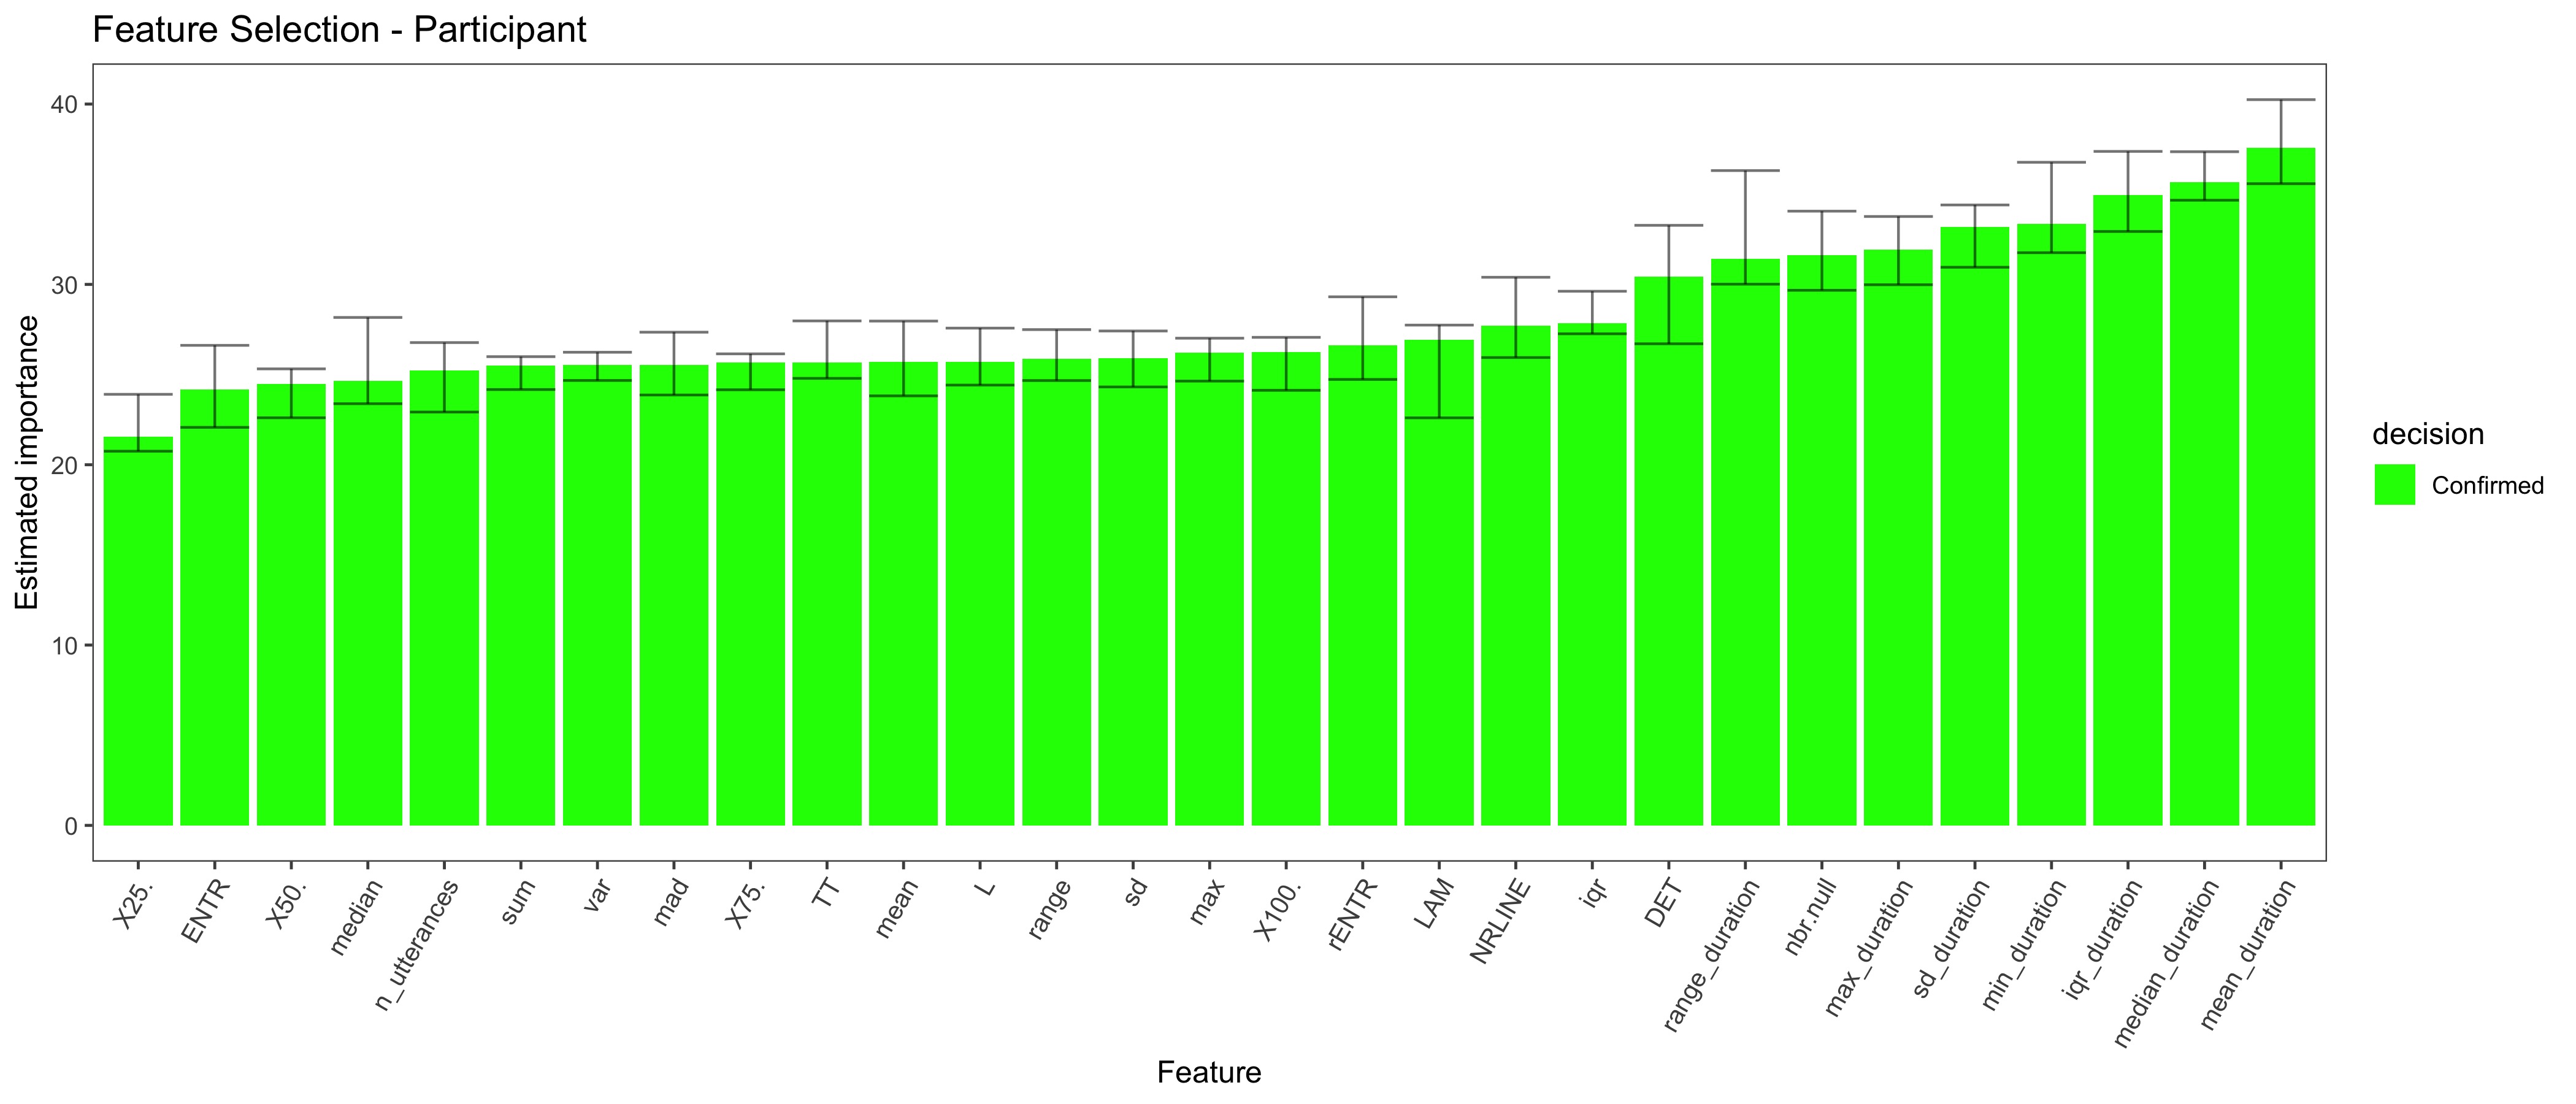 Feature Selection - Participant
40
30
20
10
0
Estimated importance
X25.
ENTR
X50.
median
n_utterances
sum
var
mad
X75.
TT
mean
L
range
sd
max
X100.
rENTR
LAM
NRLINE
iqr
DET
range_duration
nbr.null
max_duration
sd_duration
min_duration
iqr_duration
median_duration
mean_duration
Feature
decision
Confirmed